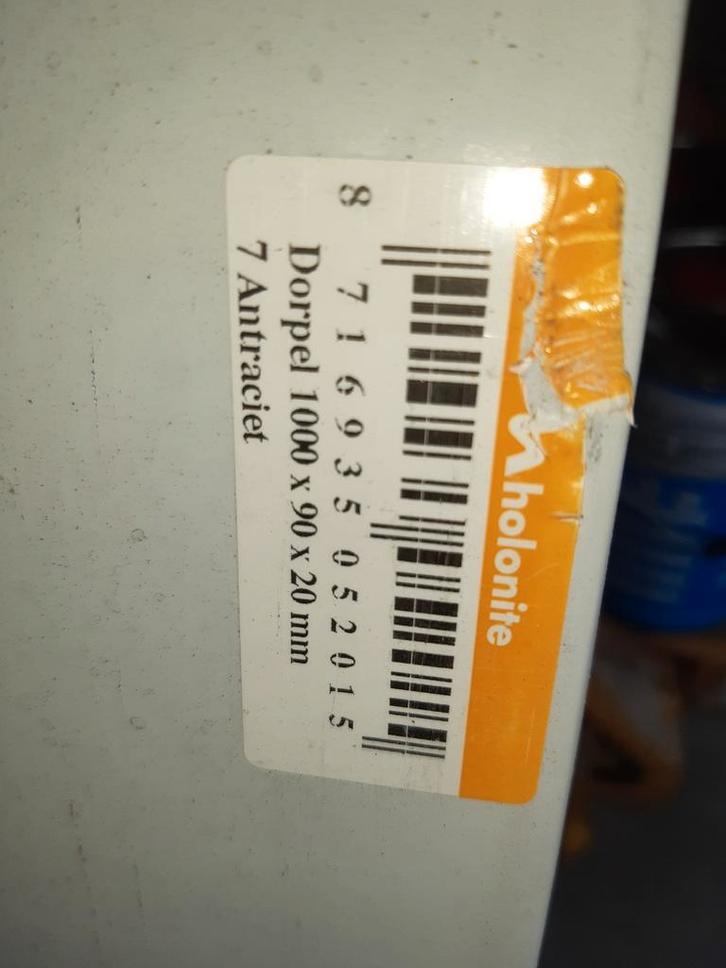 holonite
8 716935 052015
Dorpel 1000 x 90 x 20 mm
7 Antraciet